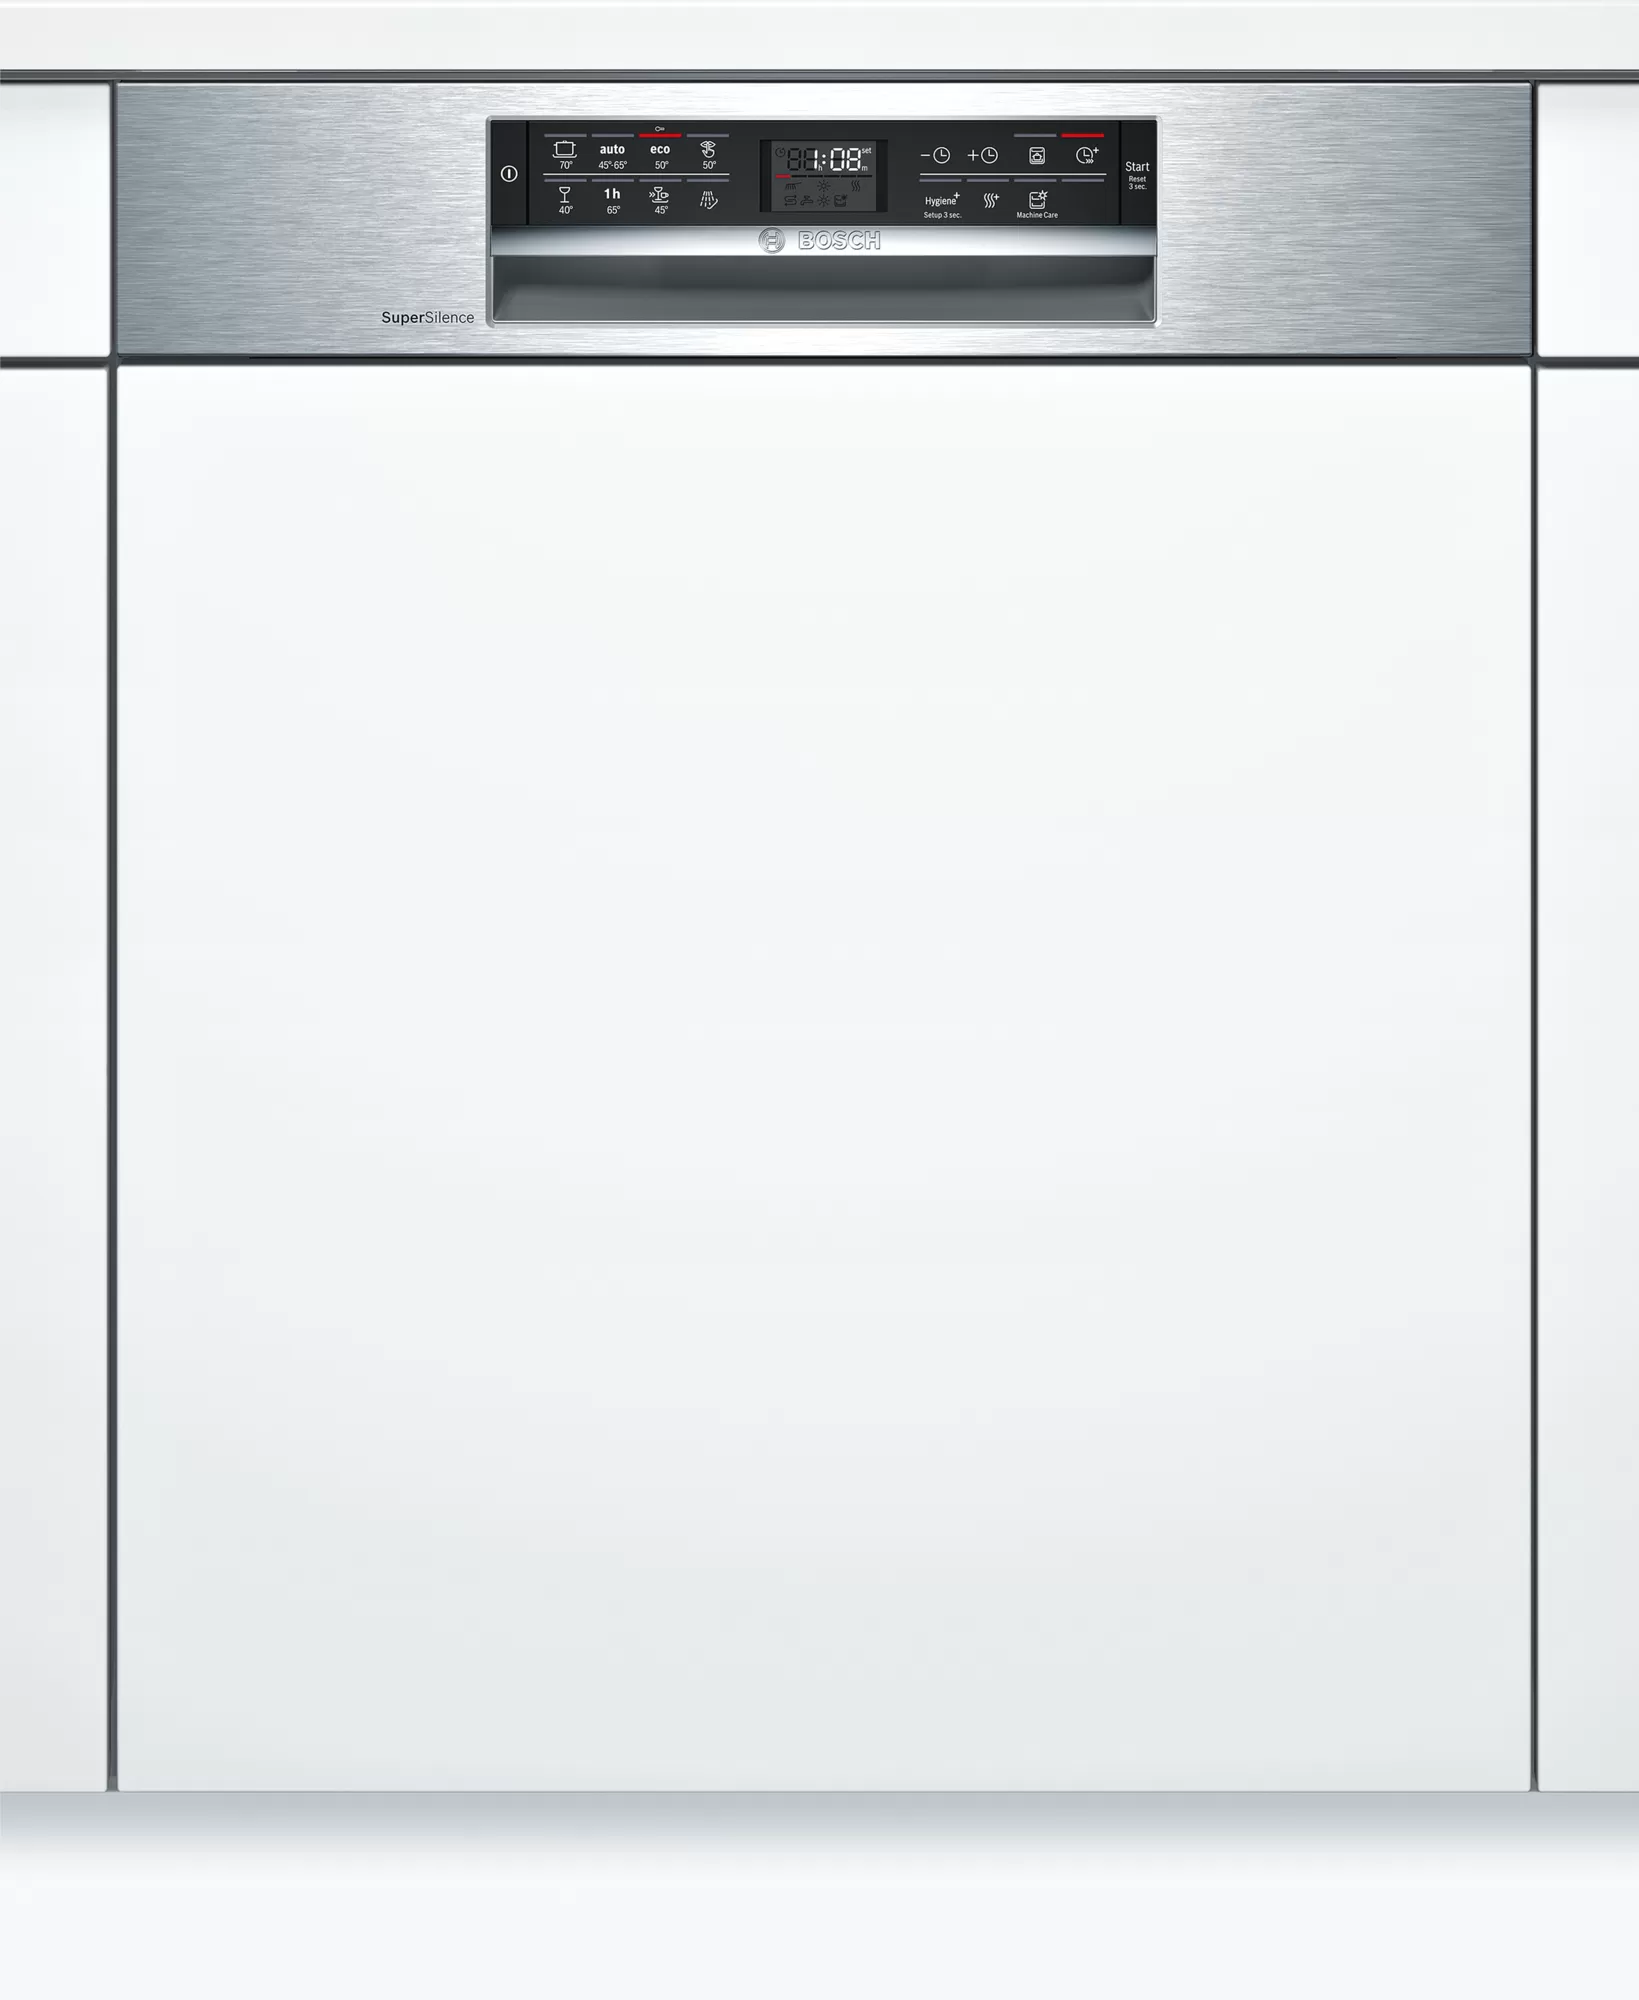 auto
eco
70°
45°-65°
50°
50°
1h
40°
65°
45°
1:08
set
h
m
Hygiene+
Setup 3 sec.
Machine Care
Start
Reset
3 sec.
BOSCH
SuperSilence